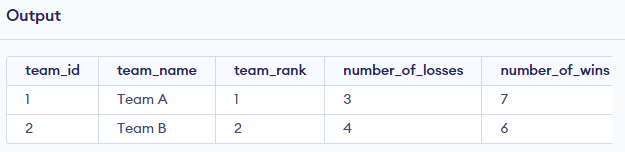 Output
team_id team_name team_rank number_of_losses number_of_wins
1 Team A 1 3 7
2 Team B 2 4 6